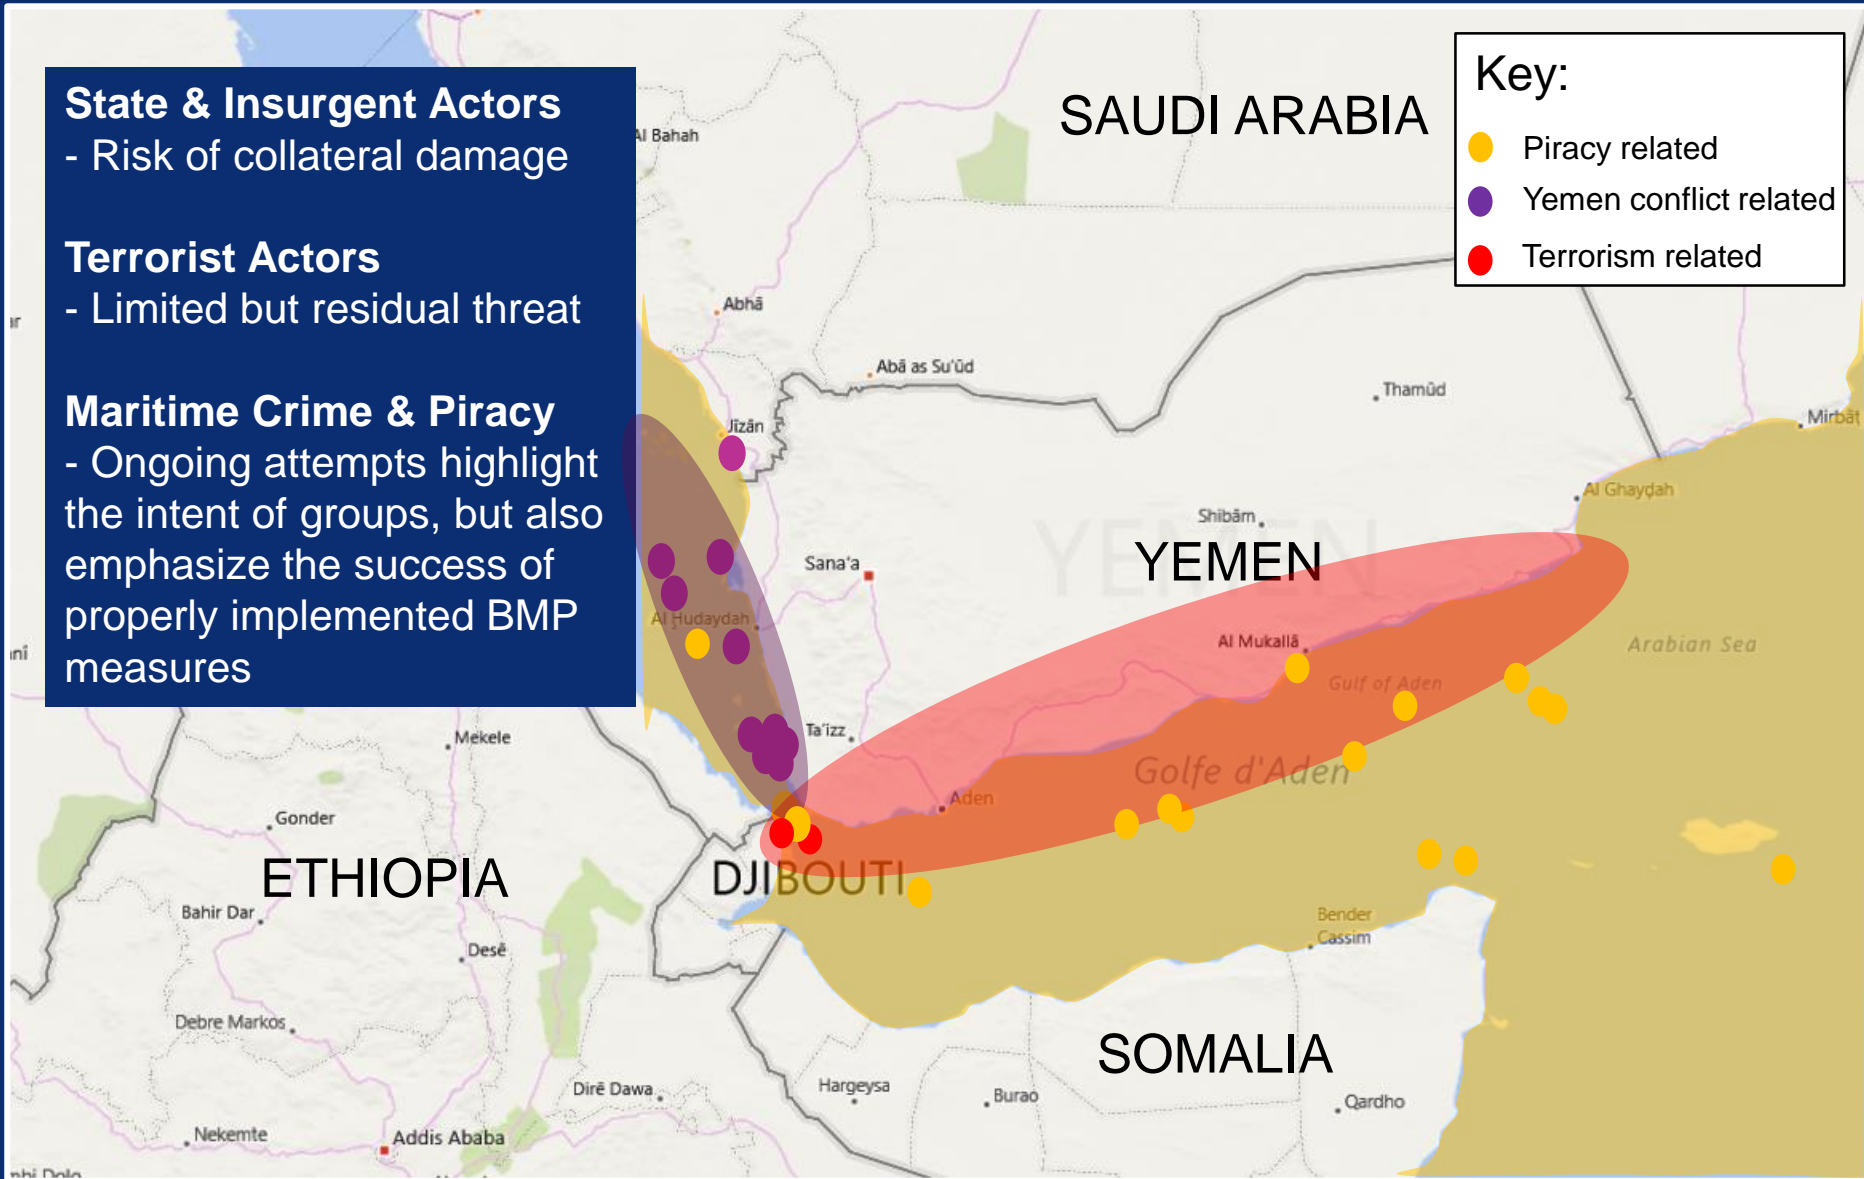 State & Insurgent Actors
- Risk of collateral damage
Terrorist Actors
- Limited but residual threat
Maritime Crime & Piracy
- Ongoing attempts highlight
the intent of groups, but also
emphasize the success of
properly implemented BMP
measures
Key:
Piracy related
Yemen conflict related
Terrorism related
SAUDI ARABIA
Al Bahah
Abhā
Abā as Su'ūd
Thamūd
Mirbāṭ
Jīzān
Al Ghayḑah
Shibām
YEMEN
YEMEN
Sana'a
Al Ḩudaydah
Al Mukallā
Arabian Sea
Gulf of Aden
Ta'izz
Mekele
Golfe d'Aden
Aden
Gonder
ETHIOPIA
DJIBOUTI
Bahir Dar
Bender
Cassim
Desē
Debre Markos
SOMALIA
Dirē Dawa
Hargeysa
Burao
Qardho
Nekemte
Addis Ababa